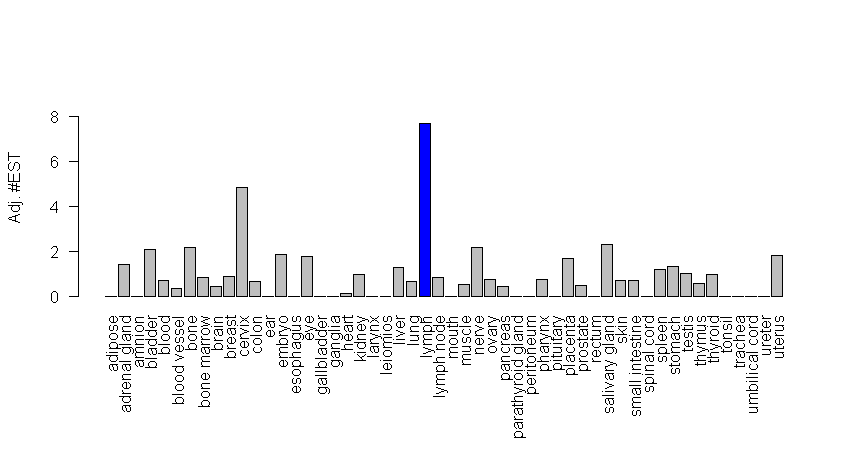 8
6
4
2
0
Adj. #EST
adipose
adrenal gland
amnion
bladder
blood
blood vessel
bone
bone marrow
brain
breast
cervix
colon
ear
embryo
esophagus
eye
gallbladder
ganglia
heart
kidney
larynx
leiomios
liver
lung
lymph
lymph node
mouth
muscle
nerve
ovary
pancreas
parathyroid gland
peritoneum
pharynx
pituitary
placenta
prostate
rectum
salivary gland
skin
small intestine
spinal cord
spleen
stomach
testis
thymus
thyroid
tonsil
trachea
umbilical cord
ureter
uterus